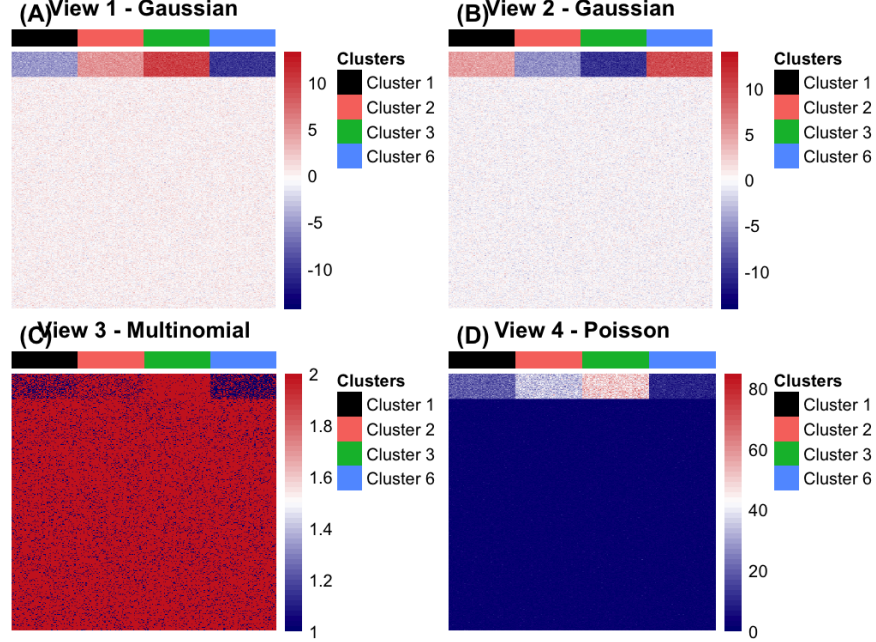 (A) View 1 - Gaussian
Clusters
Cluster 1
Cluster 2
Cluster 3
Cluster 6
10
5
0
-5
-10
(B) View 2 - Gaussian
Clusters
Cluster 1
Cluster 2
Cluster 3
Cluster 6
10
5
0
-5
-10
(C) View 3 - Multinomial
Clusters
Cluster 1
Cluster 2
Cluster 3
Cluster 6
2
1.8
1.6
1.4
1.2
1
(D) View 4 - Poisson
Clusters
Cluster 1
Cluster 2
Cluster 3
Cluster 6
80
60
40
20
0